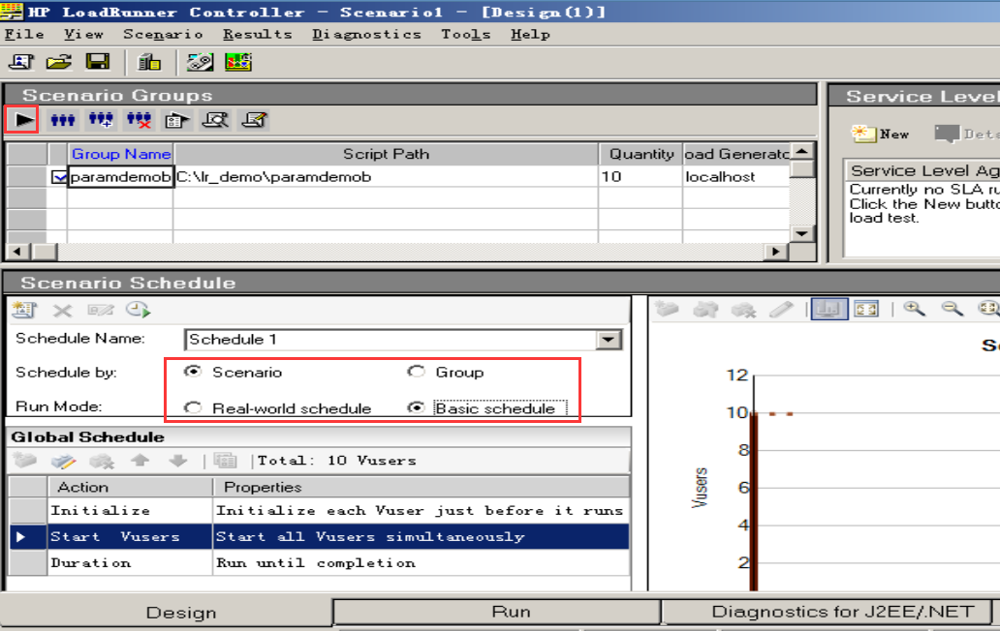 HP LoadRunner Controller - Scenario1 - [Design(1)]
File View Scenario Results Diagnostics Tools Help
Scenario Groups
Service Level
New
Group Name Script Path Quantity
paramdemob C:\lr_demo\paramdemob 10 localhost
Service Level Ag
Currently no SLA ru
Click the New butto
load test.
Scenario Schedule
Schedule Name: Schedule 1
Schedule by: Scenario Group
Run Mode: Real-world schedule Basic schedule
Global Schedule
Total: 10 Vusers
Action Properties
Initialize Initialize each Vuser just before it runs
Start Vusers Start all Vusers simultaneously
Duration Run until completion
12
10
8
6
4
2
Vusers
Design Run Diagnostics for J2EE/.NET